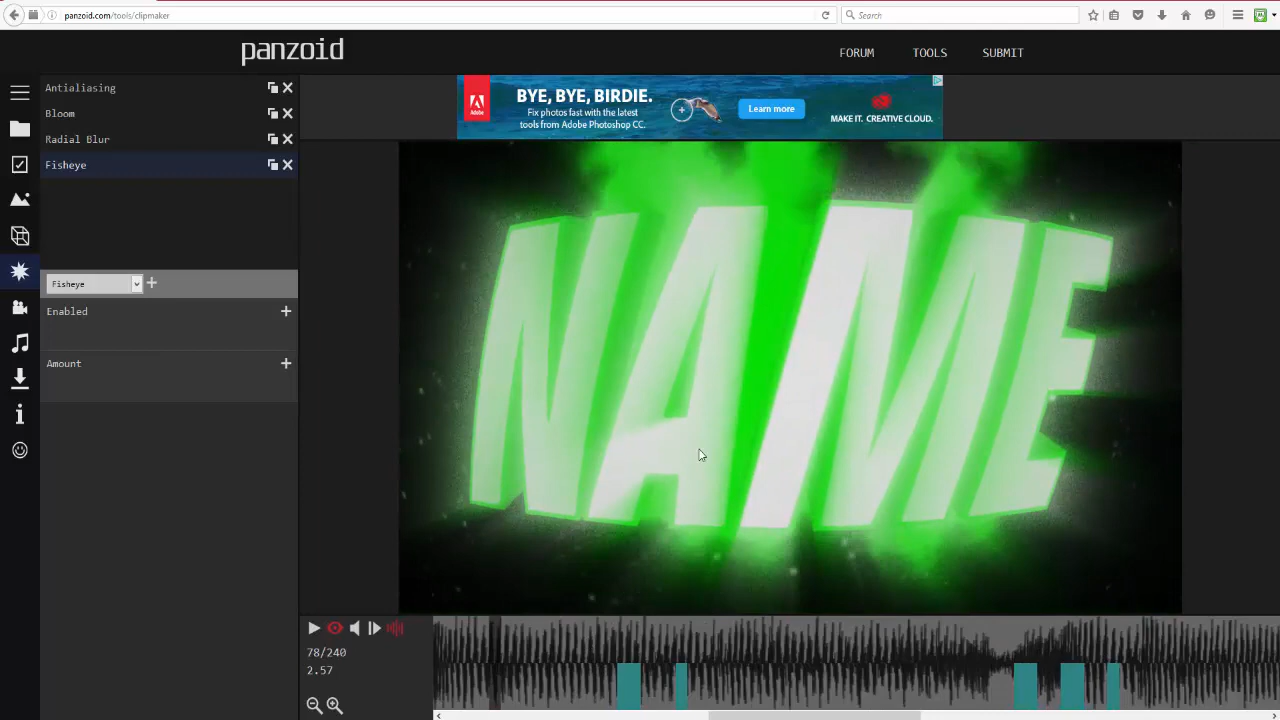 panzoid.com/tools/clipmaker
Search
panzoid
FORUM
TOOLS
SUBMIT
Antialiasing
Bloom
Radial Blur
Fisheye
BYE, BYE, BIRDIE.
Fix photos fast with the latest
tools from Adobe Photoshop CC.
Learn more
MAKE IT. CREATIVE CLOUD.
Adobe
Fisheye
Enabled
Amount
NAME
78/240
2.57